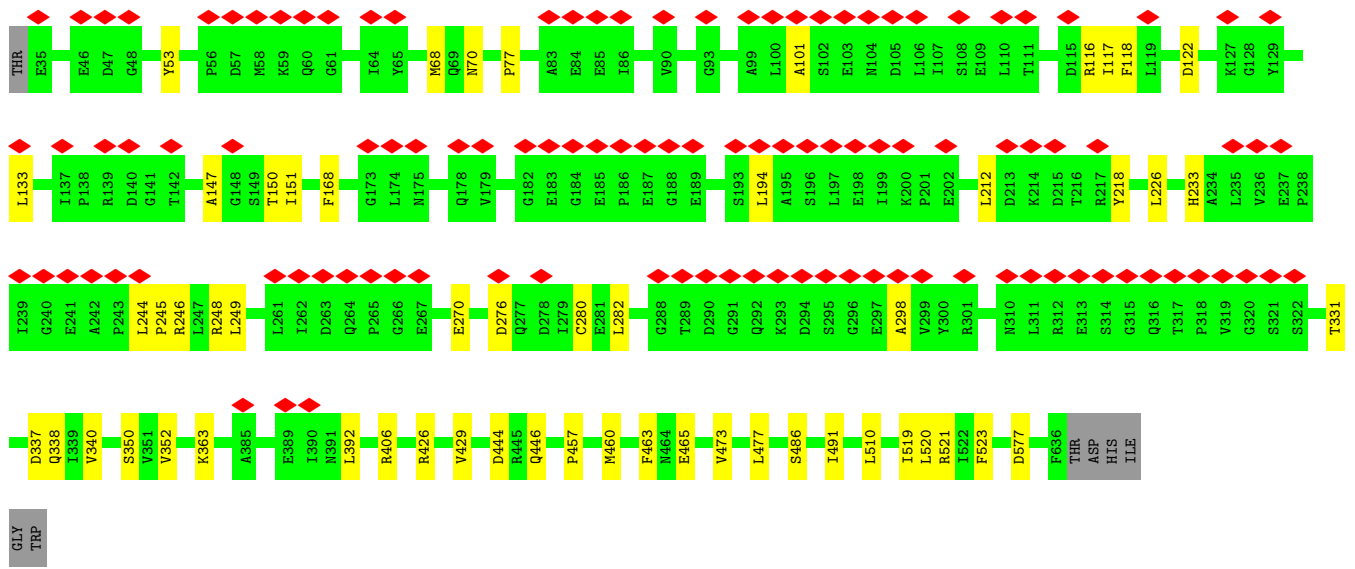 THR E35 E46 D47 G48 Y53 P56 D57 M58 K59 Q60 G61 I64 Y65 M68 Q69 N70 P77 A83 E84 E85 I86 V90 G93 A99 L100 A101 S102 E103 N104 D105 L106 I107 S108 E109 L110 T111 D115 R116 I117 F118 L119 D122 K127 G128 Y129
L133 I137 P138 R139 D140 G141 T142 A147 G148 S149 T150 I151 F168 G173 L174 N175 Q178 V179 G182 E183 G184 E185 P186 E187 G188 E189 S193 L194 A195 S196 L197 E198 I199 K200 P201 E202 L212 D213 K214 D215 T216 R217 Y218 L226 H233 A234 L235 V236 E237 P238
I239 G240 E241 A242 P243 L244 P245 R246 L247 R248 L249 L261 I262 D263 Q264 P265 G266 E267 E270 D276 Q277 D278 I279 C280 E281 L282 G288 T289 D290 G291 Q292 K293 D294 S295 G296 E297 A298 V299 Y300 R301 N310 L311 R312 E313 S314 G315 Q316 T317 P318 V319 G320 S321 S322 T331
D337 Q338 I339 V340 S350 V351 V352 K363 A385 E389 I390 N391 L392 R406 R426 V429 D444 R445 Q446 P457 M460 F463 N464 E465 V473 L477 S486 I491 L510 I519 L520 R521 I522 F523 D577 F636 THR ASP HIS ILE
GLY TRP